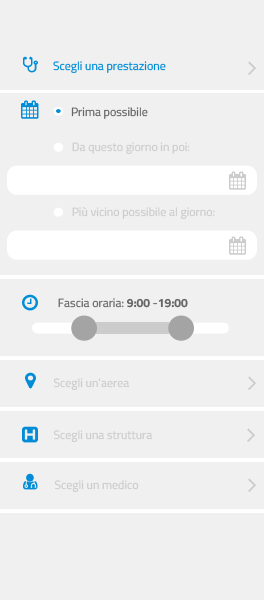 Scegli una prestazione
Prima possibile
Da questo giorno in poi:
Più vicino possibile al giorno:
Fascia oraria: 9:00 -19:00
Scegli un'aerea
Scegli una struttura
H
Scegli un medico